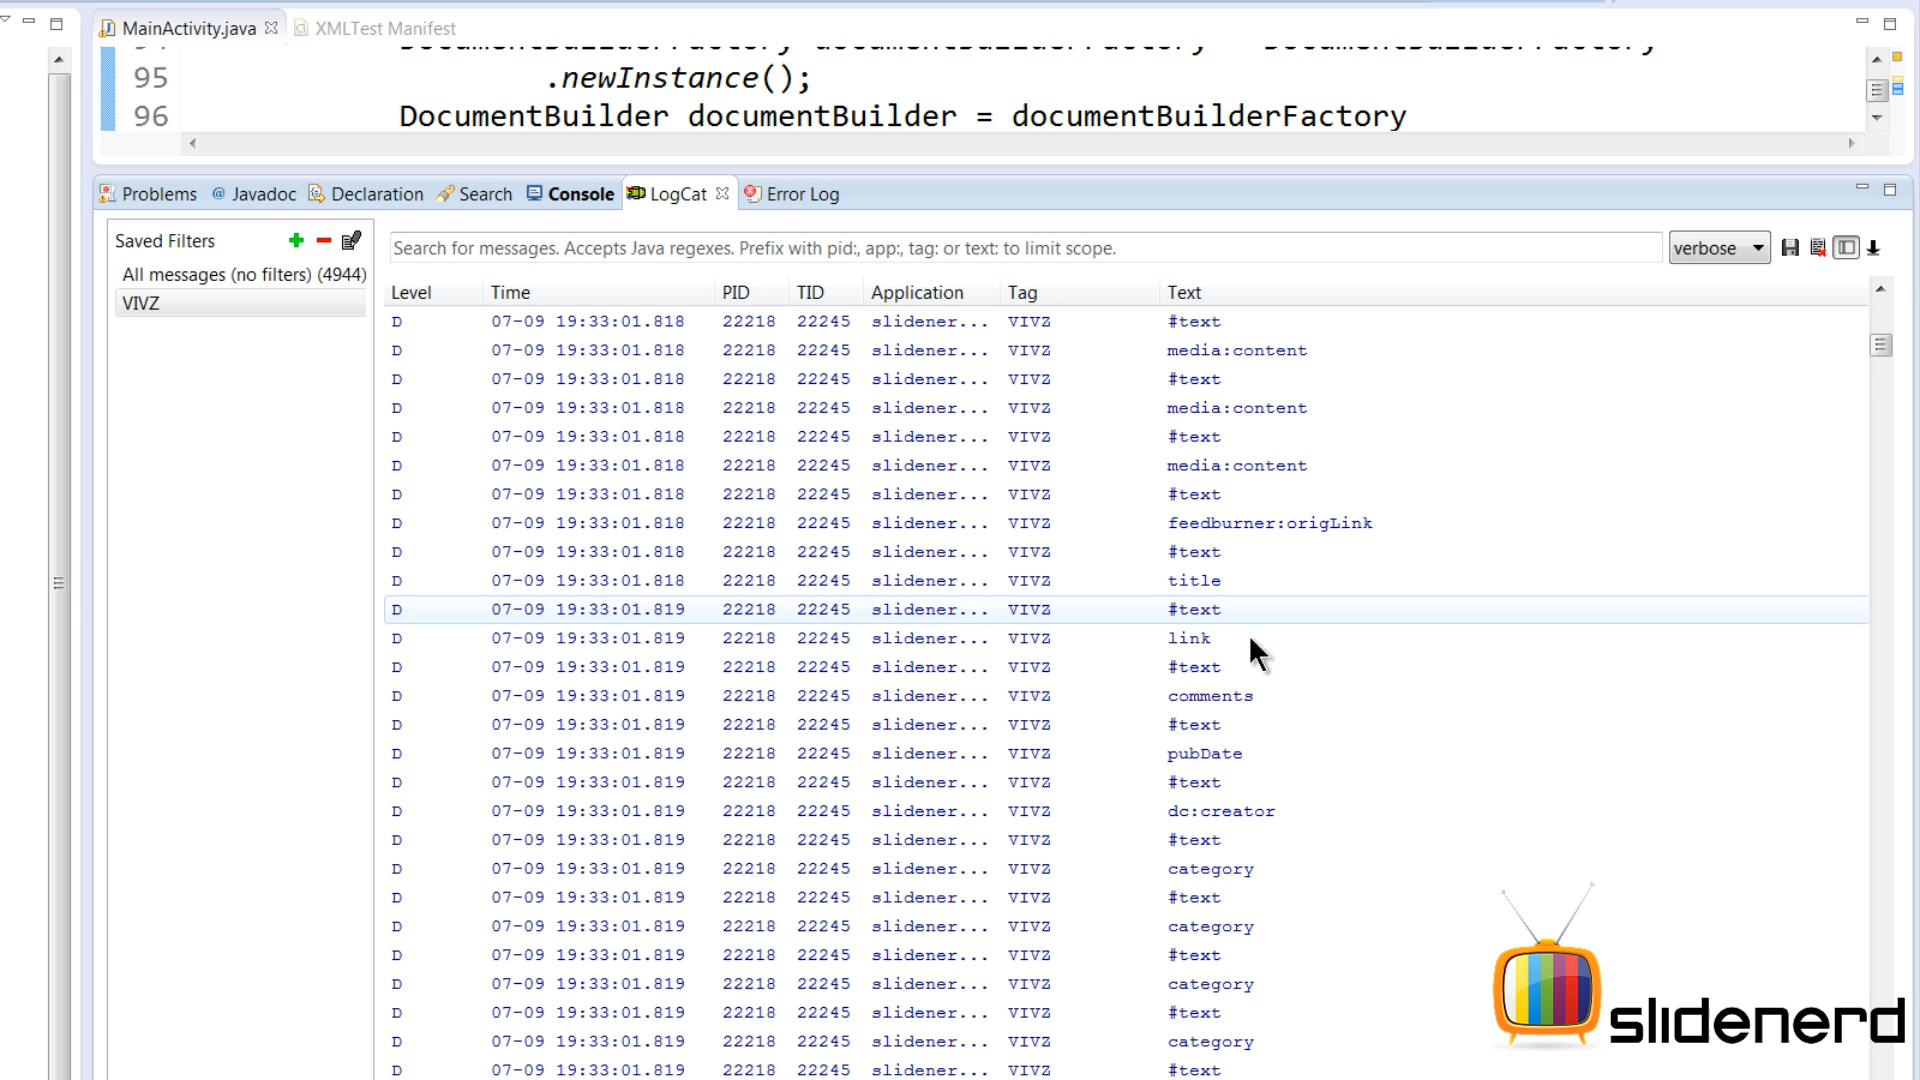 MainActivity.java XMLTest Manifest
DocumentBuilderFactory documentBuilderFactory = DocumentBuilderFactory
95 .newInstance();
96 DocumentBuilder documentBuilder = documentBuilderFactory
Problems @ Javadoc Declaration Search Console LogCat Error Log
Saved Filters
All messages (no filters) (4944)
VIVZ
Search for messages. Accepts Java regexes. Prefix with pid:, app:, tag: or text: to limit scope. verbose
Level Time PID TID Application Tag Text
D 07-09 19:33:01.818 22218 22245 slidener... VIVZ #text
D 07-09 19:33:01.818 22218 22245 slidener... VIVZ media:content
D 07-09 19:33:01.818 22218 22245 slidener... VIVZ #text
D 07-09 19:33:01.818 22218 22245 slidener... VIVZ media:content
D 07-09 19:33:01.818 22218 22245 slidener... VIVZ #text
D 07-09 19:33:01.818 22218 22245 slidener... VIVZ media:content
D 07-09 19:33:01.818 22218 22245 slidener... VIVZ #text
D 07-09 19:33:01.818 22218 22245 slidener... VIVZ feedburner:origLink
D 07-09 19:33:01.818 22218 22245 slidener... VIVZ #text
D 07-09 19:33:01.818 22218 22245 slidener... VIVZ title
D 07-09 19:33:01.819 22218 22245 slidener... VIVZ #text
D 07-09 19:33:01.819 22218 22245 slidener... VIVZ link
D 07-09 19:33:01.819 22218 22245 slidener... VIVZ #text
D 07-09 19:33:01.819 22218 22245 slidener... VIVZ comments
D 07-09 19:33:01.819 22218 22245 slidener... VIVZ #text
D 07-09 19:33:01.819 22218 22245 slidener... VIVZ pubDate
D 07-09 19:33:01.819 22218 22245 slidener... VIVZ #text
D 07-09 19:33:01.819 22218 22245 slidener... VIVZ dc:creator
D 07-09 19:33:01.819 22218 22245 slidener... VIVZ #text
D 07-09 19:33:01.819 22218 22245 slidener... VIVZ category
D 07-09 19:33:01.819 22218 22245 slidener... VIVZ #text
D 07-09 19:33:01.819 22218 22245 slidener... VIVZ category
D 07-09 19:33:01.819 22218 22245 slidener... VIVZ #text
D 07-09 19:33:01.819 22218 22245 slidener... VIVZ category
D 07-09 19:33:01.819 22218 22245 slidener... VIVZ #text
D 07-09 19:33:01.819 22218 22245 slidener... VIVZ category
D 07-09 19:33:01.819 22218 22245 slidener... VIVZ #text
slidenerd